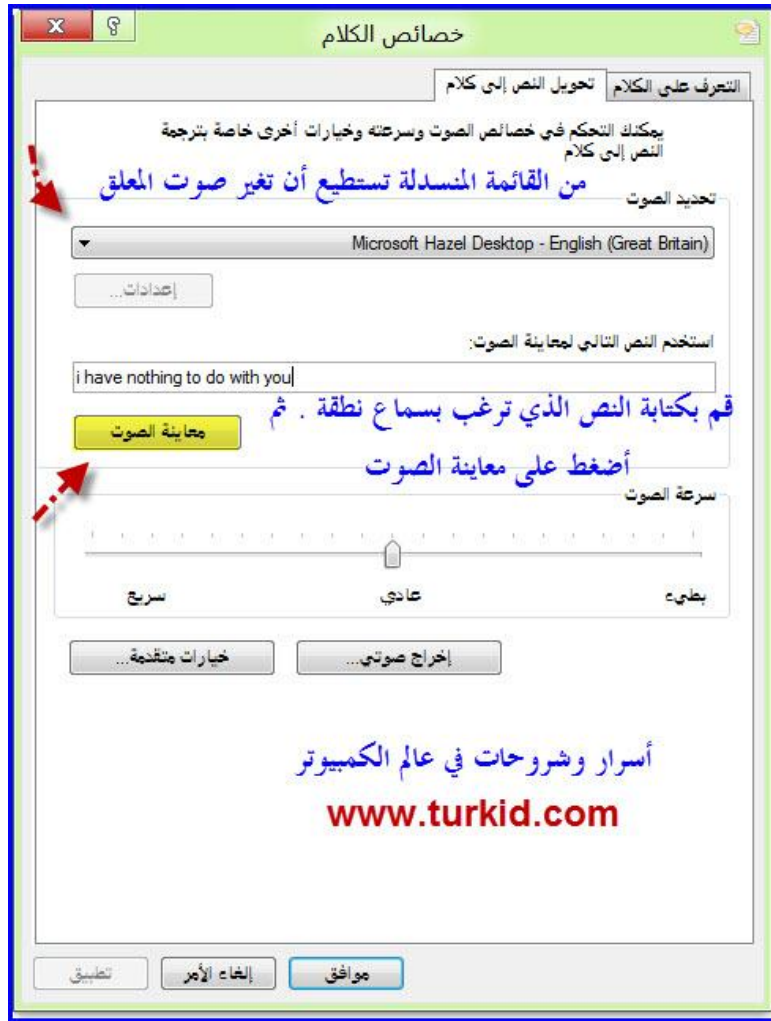 خصائص الكلام
التعرف على الكلام
تحويل النص إلى كلام
يمكنك التحكم في خصائص الصوت وسرعته وخيارات أخرى خاصة بترجمة
النص إلى كلام
من القائمة المنسدلة تستطيع أن تغير صوت المعلق
تحديد الصوت
Microsoft Hazel Desktop - English (Great Britain)
إعدادات...
استخدم النص التالي لمعاينة الصوت:
i have nothing to do with you
قم بكتابة النص الذي ترغب بسماع نطقة . ثم
معاينة الصوت
أضغط على معاينة الصوت
سرعة الصوت
بطيء
عادي
سريع
إخراج صوتي...
خيارات متقدمة...
أسرار وشروحات في عالم الكمبيوتر
www.turkid.com
موافق
إلغاء الأمر
تطبيق